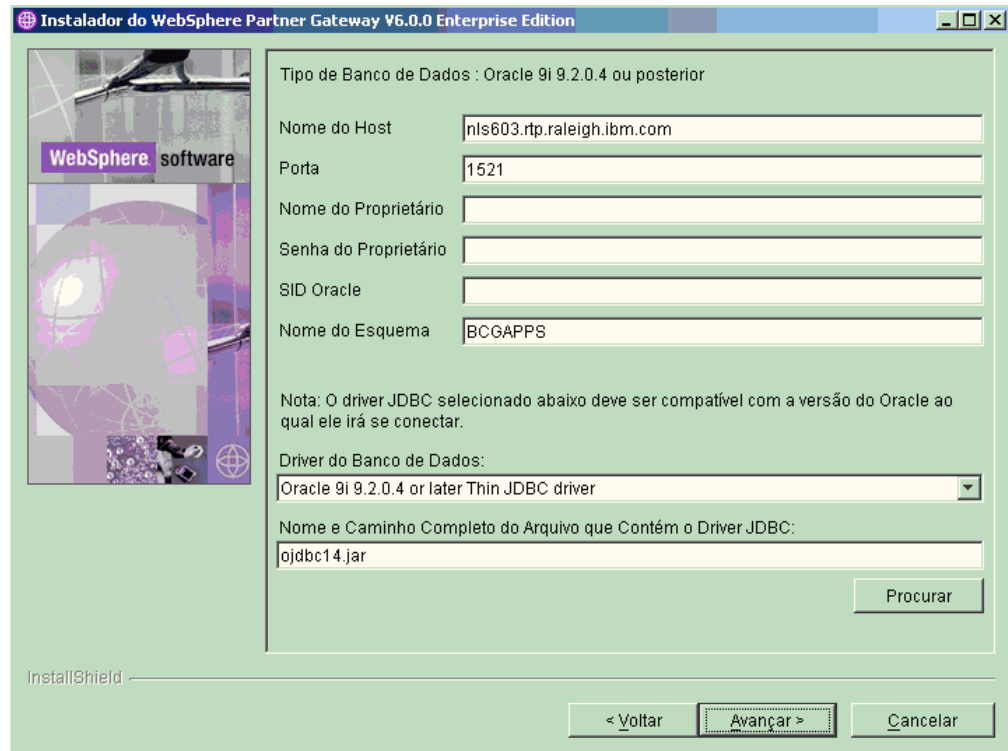 Instalador do WebSphere Partner Gateway V6.0.0 Enterprise Edition
WebSphere software
Tipo de Banco de Dados : Oracle 9i 9.2.0.4 ou posterior
Nome do Host nls603.rtp.raleigh.ibm.com
Porta 1521
Nome do Proprietário
Senha do Proprietário
SID Oracle
Nome do Esquema BCGAPPS
Nota: O driver JDBC selecionado abaixo deve ser compatível com a versão do Oracle ao
qual ele irá se conectar.
Driver do Banco de Dados:
Oracle 9i 9.2.0.4 or later Thin JDBC driver
Nome e Caminho Completo do Arquivo que Contém o Driver JDBC:
ojdbc14.jar
Procurar
InstallShield
< Voltar Avançar > Cancelar